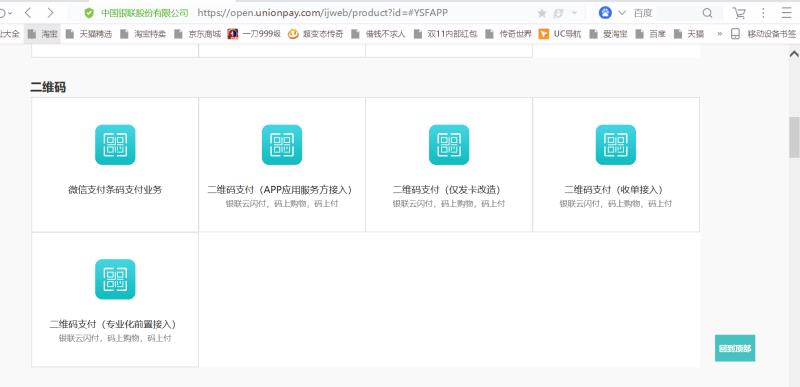 中国银联股份有限公司 https://open.unionpay.com/ijweb/product?id=#YSFAPP 百度
址大全 淘宝 天猫精选 淘宝特卖 京东商城 一刀999级 超变态传奇 借钱不求人 双11内部红包 传奇世界 UC导航 爱淘宝 百度 天猫 » 移动设备书签
二维码
微信支付条码支付业务
二维码支付（APP应用服务方接入）
银联云闪付，码上购物，码上付
二维码支付（仅发卡改造）
银联云闪付，码上购物，码上付
二维码支付（收单接入）
银联云闪付，码上购物，码上付
二维码支付（专业化前置接入）
银联云闪付，码上购物，码上付
回到顶部